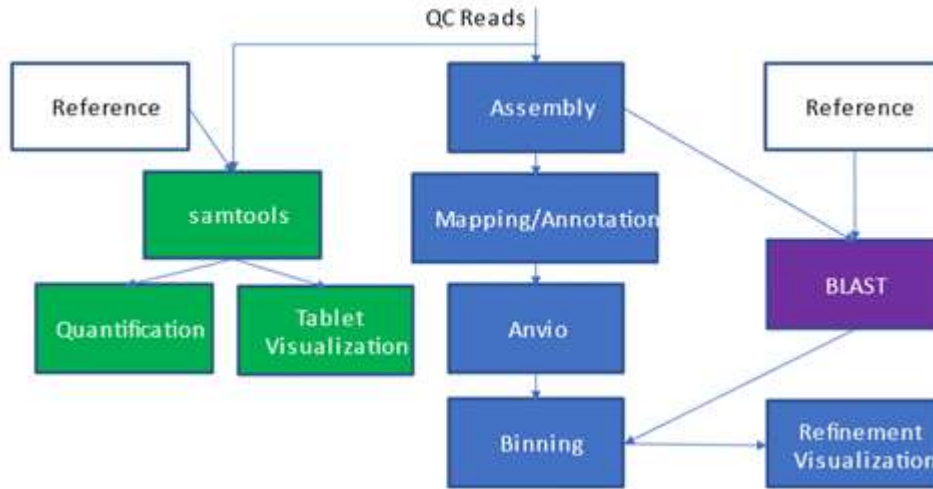 QC Reads
Reference
Assembly
Reference
samtools
Mapping/Annotation
BLAST
Quantification
Tablet
Visualization
Anvio
Binning
Refinement
Visualization